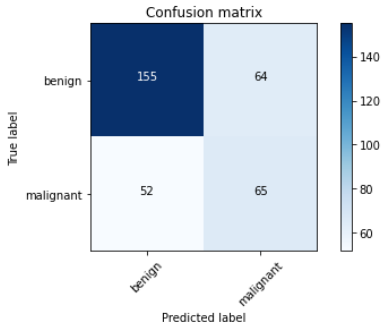 Confusion matrix
True label
benign
155
64
malignant
52
65
benign
malignant
Predicted label
140
120
100
80
60